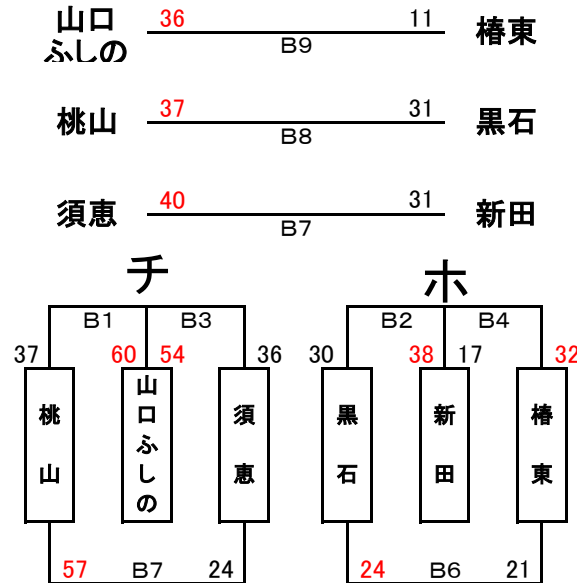 山口ふしの 36 11 椿東
B9
桃山 37 31 黒石
B8
須恵 40 31 新田
B7
チ ホ
B1 B3 B2 B4
37 60 54 36 30 38 17 32
桃山 山口ふしの 須恵 黒石 新田 椿東
57 B7 24 24 B6 21